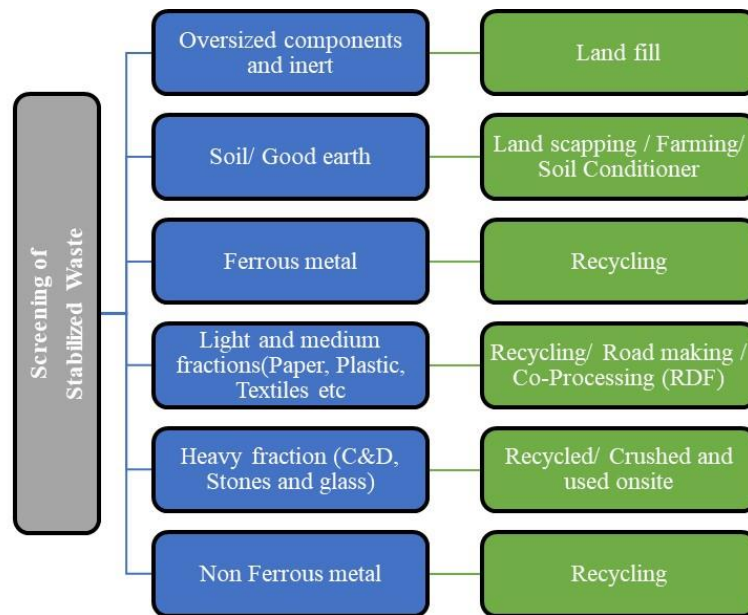 Screening of
Stabilized Waste
Oversized components
and inert
Land fill
Soil/ Good earth
Land scapping / Farming/
Soil Conditioner
Ferrous metal
Recycling
Light and medium
fractions(Paper, Plastic,
Textiles etc
Recycling/ Road making /
Co-Processing (RDF)
Heavy fraction (C&D,
Stones and glass)
Recycled/ Crushed and
used onsite
Non Ferrous metal
Recycling